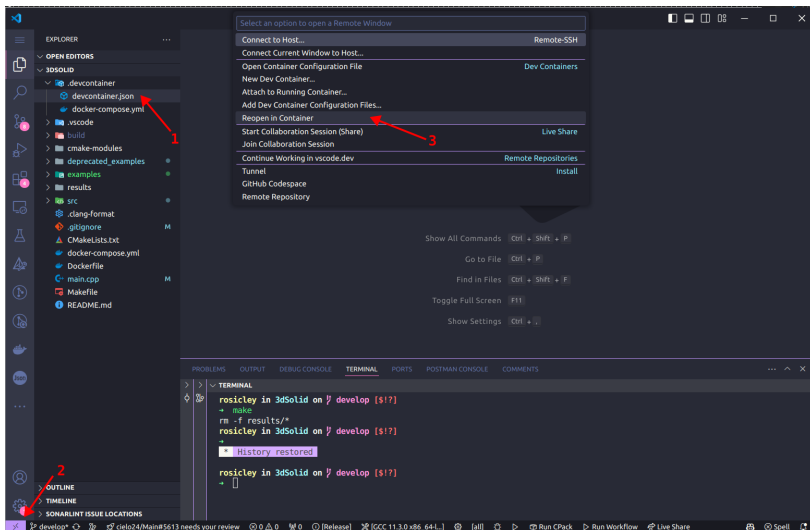 Select an option to open a Remote Window
Connect to Host... Remote-SSH
Connect Current Window to Host...
Open Container Configuration File Dev Containers
New Dev Container...
Attach to Running Container...
Add Dev Container Configuration Files...
Reopen in Container
Start Collaboration Session (Share) Live Share
Join Collaboration Session
Continue Working in vscode.dev Remote Repositories
Tunnel Install
GitHub Codespace
Remote Repository
3
EXPLORER ...
OPEN EDITORS
3DSOLID
.devcontainer
devcontainer.json
docker-compose.yml
1
.vscode
build
cmake-modules
deprecated_examples
examples
results
src
.clang-format
.gitignore M
CMakeLists.txt
docker-compose.yml
Dockerfile
main.cpp M
Makefile
README.md
OUTLINE
TIMELINE
SONARLINT ISSUE LOCATIONS
2
Show All Commands Ctrl + Shift + P
Go to File Ctrl + P
Find in Files Ctrl + Shift + F
Toggle Full Screen F11
Show Settings Ctrl + ,
PROBLEMS OUTPUT DEBUG CONSOLE TERMINAL PORTS POSTMAN CONSOLE COMMENTS
TERMINAL
rosicley in 3dSolid on develop [$!?]
→ make
rm -f results/*
rosicley in 3dSolid on develop [$!?]
→
* History restored
rosicley in 3dSolid on develop [$!?]
→
develop* cielo24/Main#5613 needs your review 0 0 0 [Release] [GCC 11.3.0 x86_64-l...] [all] Run CPack Run Workflow Live Share Spell